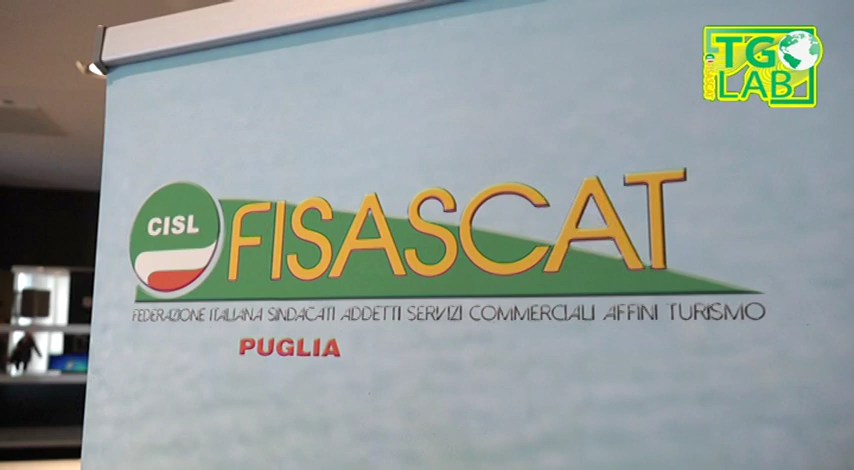 TG
LAB
CISL
FISASCAT
FEDERAZIONE ITALIANA SINDACATI ADDETTI SERVIZI COMMERCIALI AFFINI TURISMO
PUGLIA